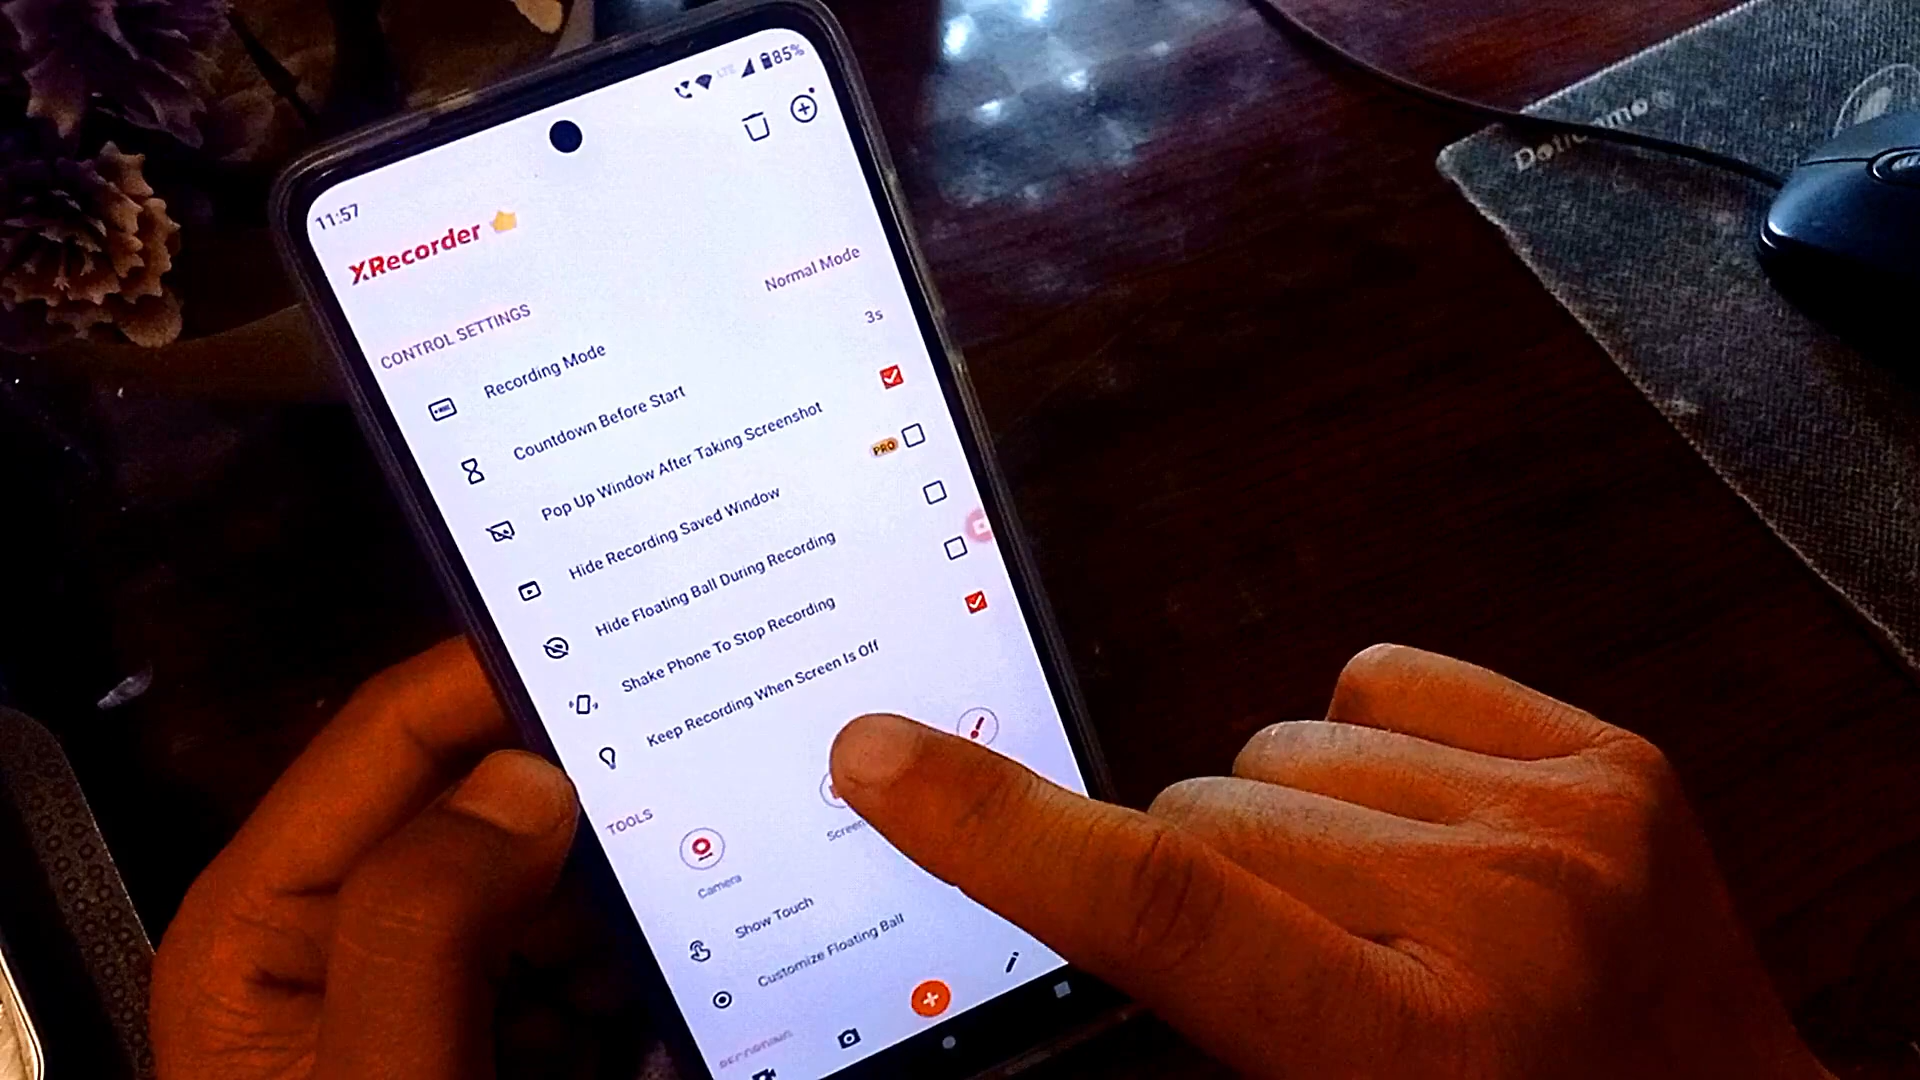 11:57
LTE 85%
XRecorder
CONTROL SETTINGS
Recording Mode Normal Mode
Countdown Before Start 3s
Pop Up Window After Taking Screenshot
Hide Recording Saved Window PRO
Hide Floating Ball During Recording
Shake Phone To Stop Recording
Keep Recording When Screen Is Off
TOOLS
Camera
Show Touch
Customize Floating Ball